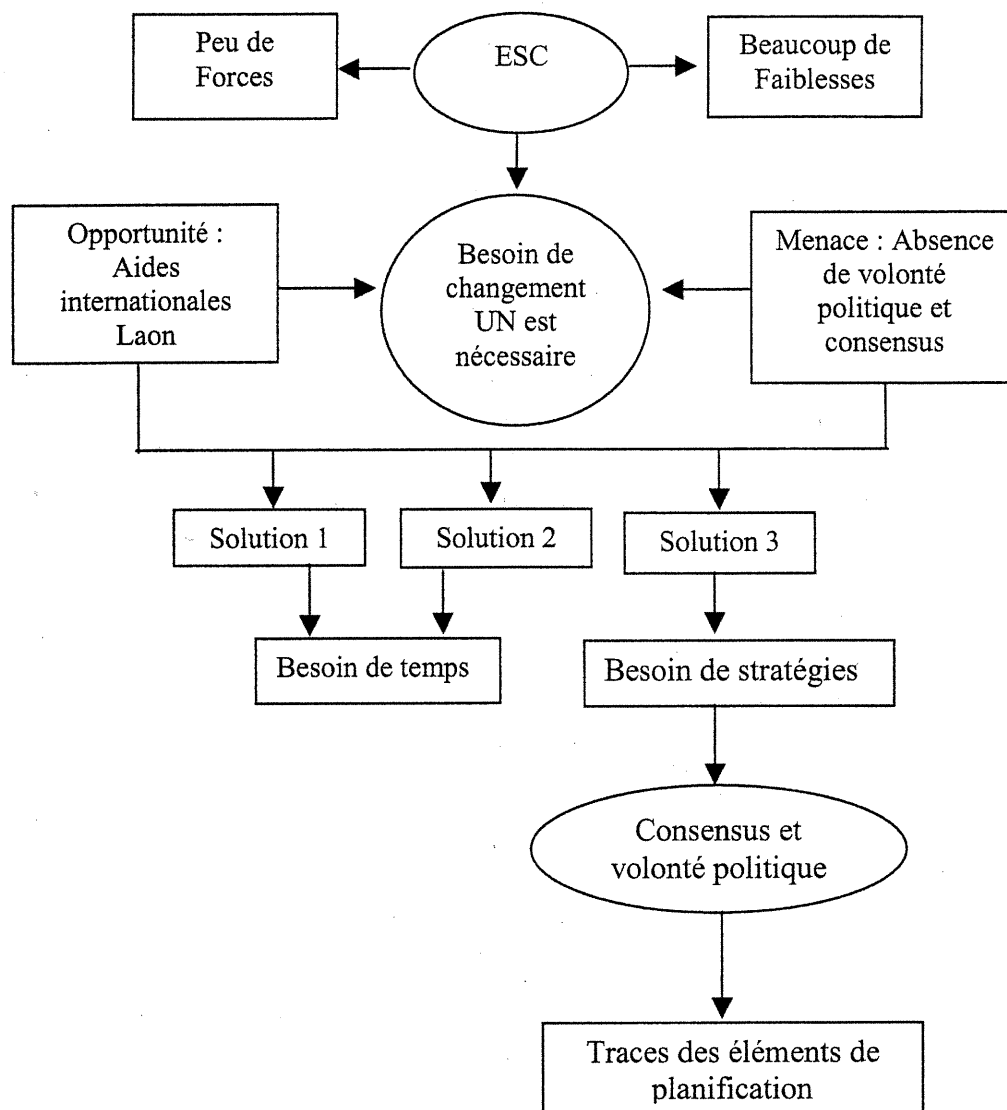 Peu de
Forces
ESC
Beaucoup de
Faiblesses
Opportunité :
Aides
internationales
Laon
Besoin de
changement
UN est
nécessaire
Menace : Absence
de volonté
politique et
consensus
Solution 1
Solution 2
Solution 3
Besoin de temps
Besoin de stratégies
Consensus et
volonté politique
Traces des éléments de
planification